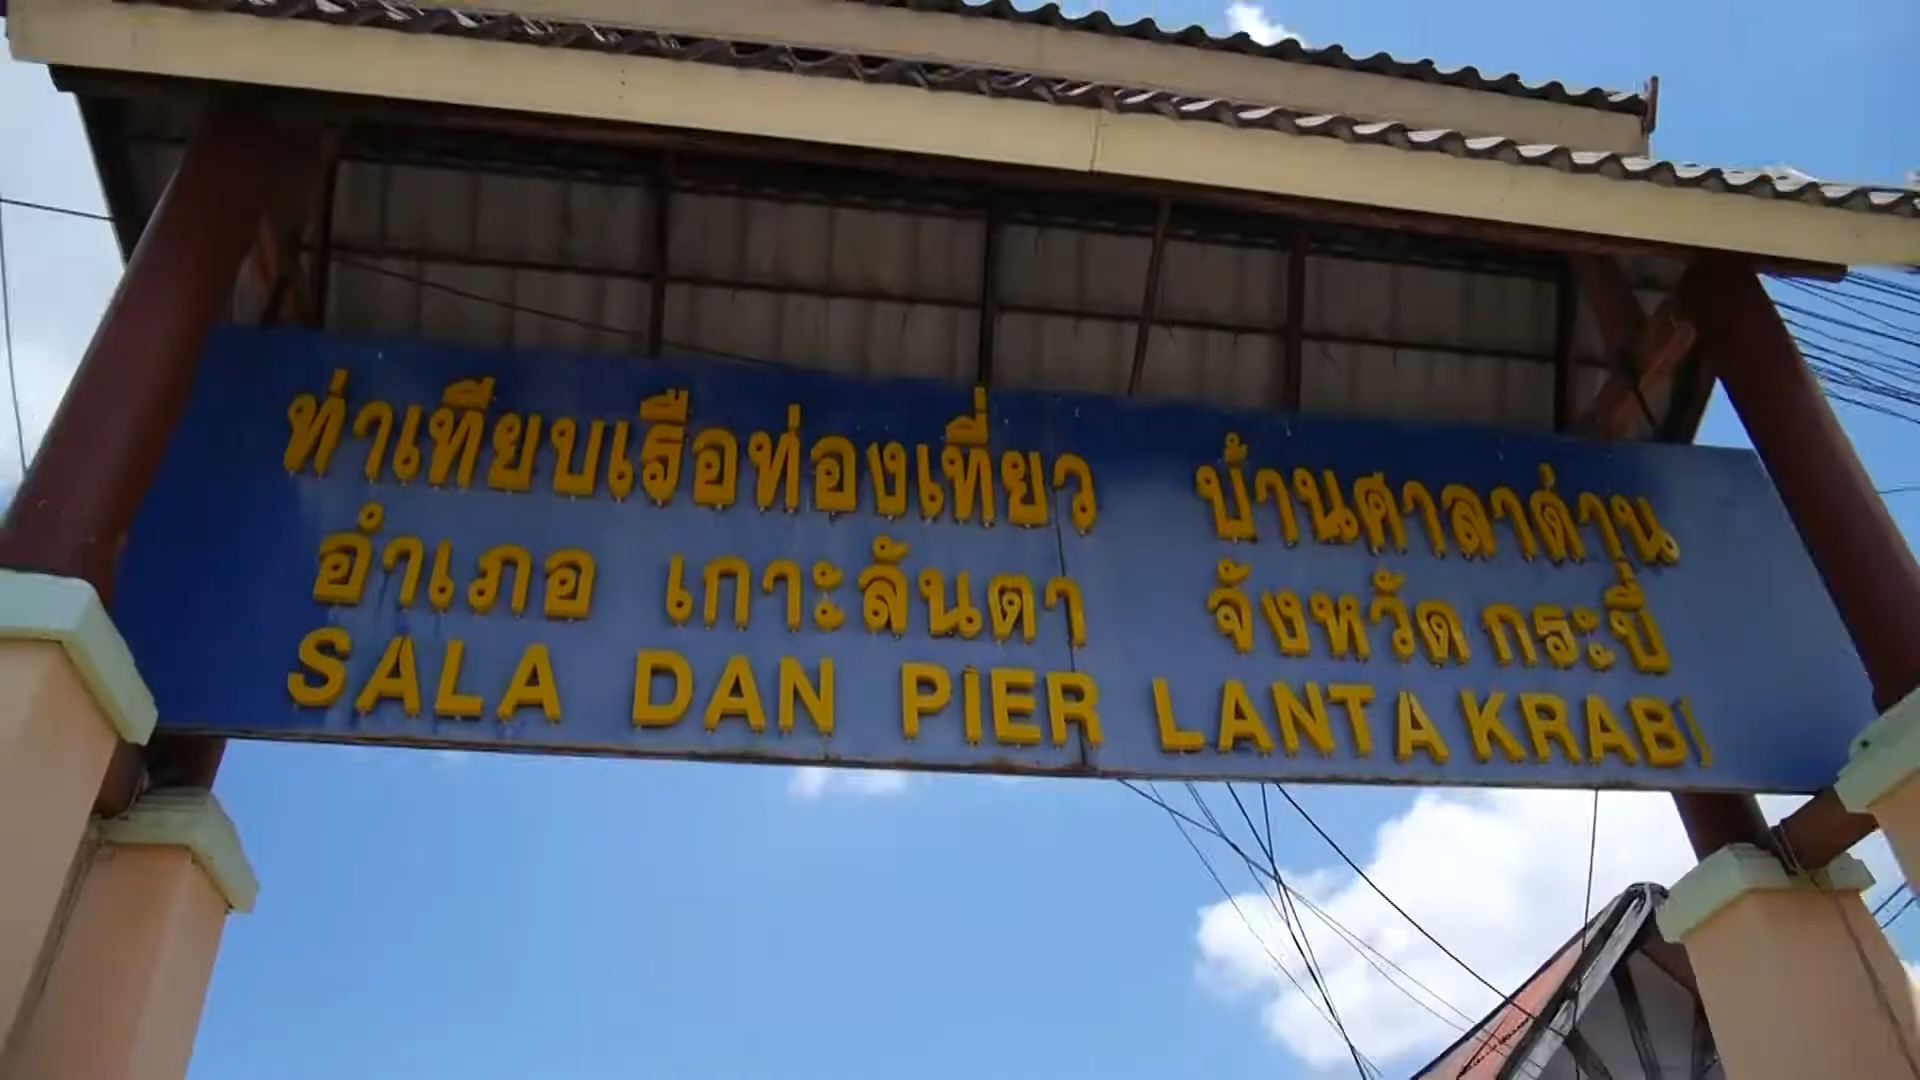 ท่าเทียบเรือท่องเที่ยว บ้านศาลาด่าน
อำเภอ เกาะลันตา จังหวัด กระบี่
SALA DAN PIER LANTA KRABI